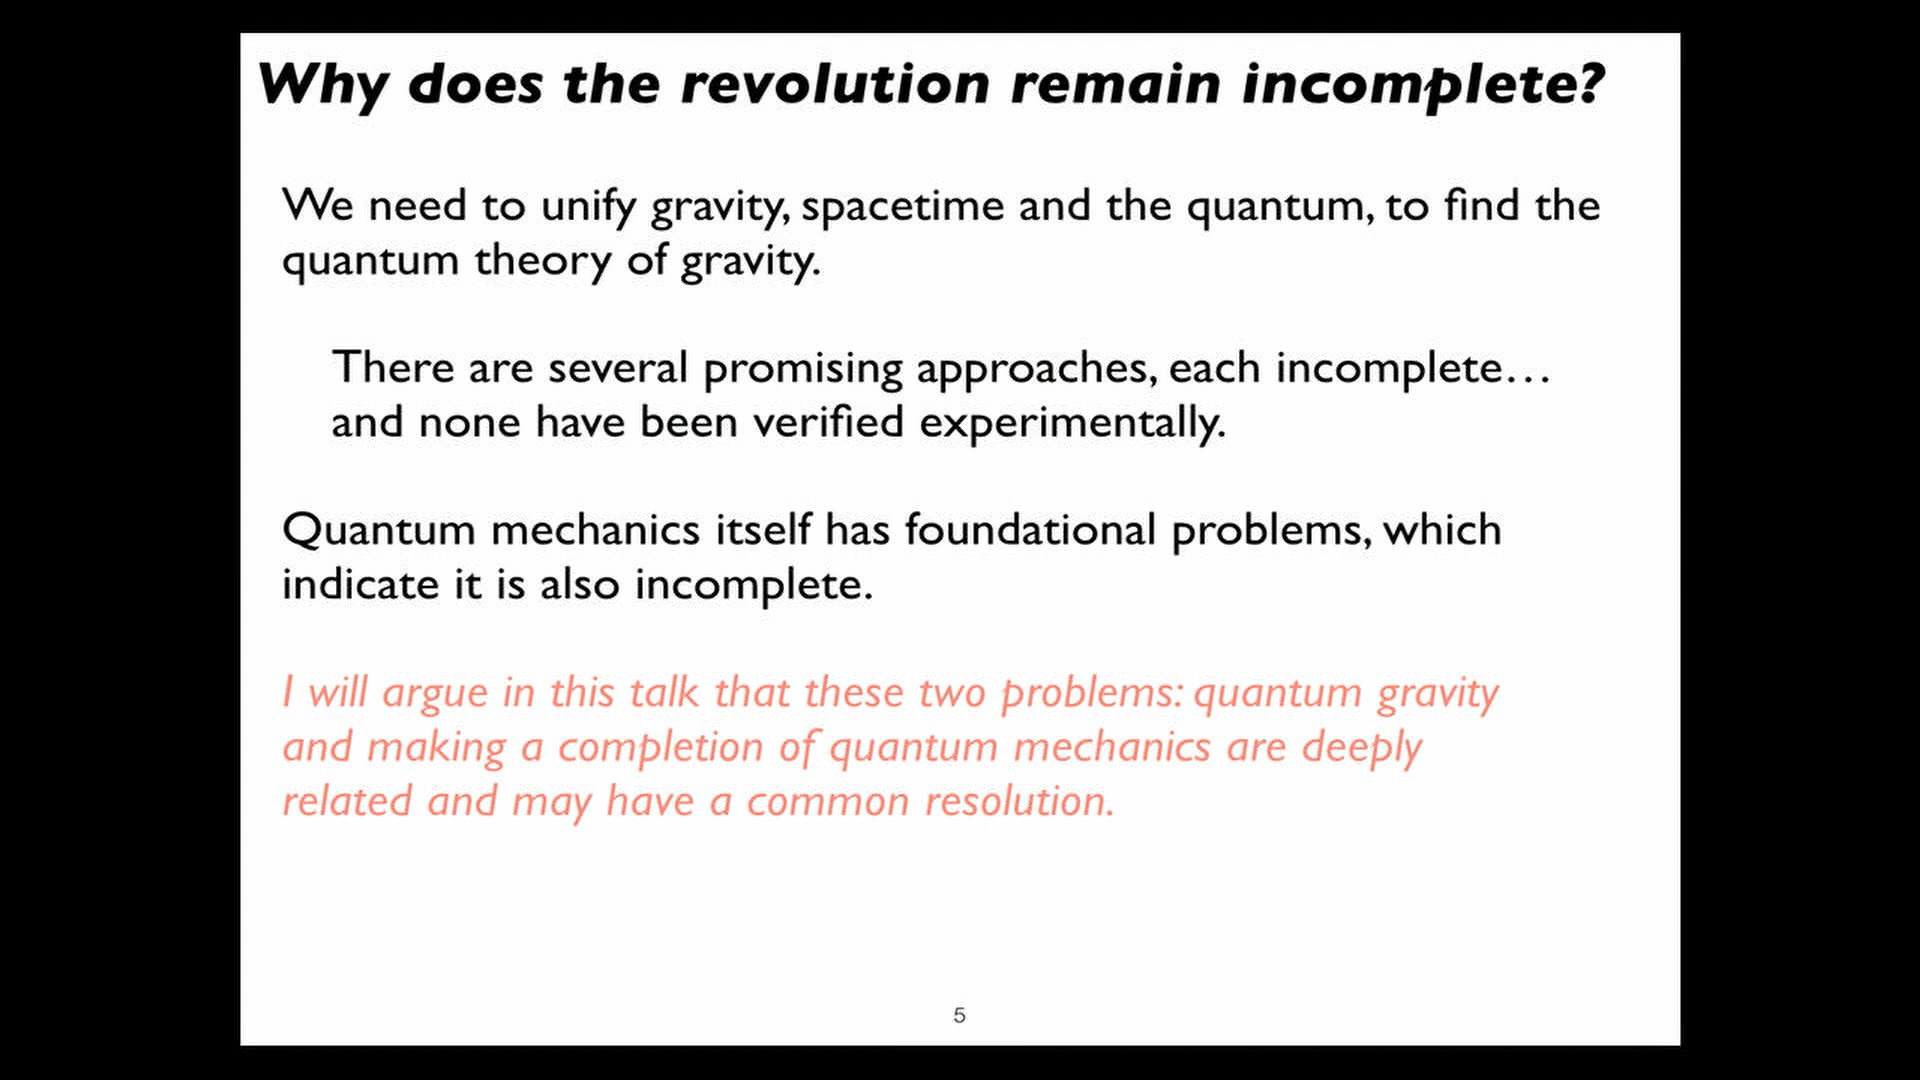 Why does the revolution remain incomplete?
We need to unify gravity, spacetime and the quantum, to find the
quantum theory of gravity.
There are several promising approaches, each incomplete…
and none have been verified experimentally.
Quantum mechanics itself has foundational problems, which
indicate it is also incomplete.
I will argue in this talk that these two problems: quantum gravity
and making a completion of quantum mechanics are deeply
related and may have a common resolution.
5